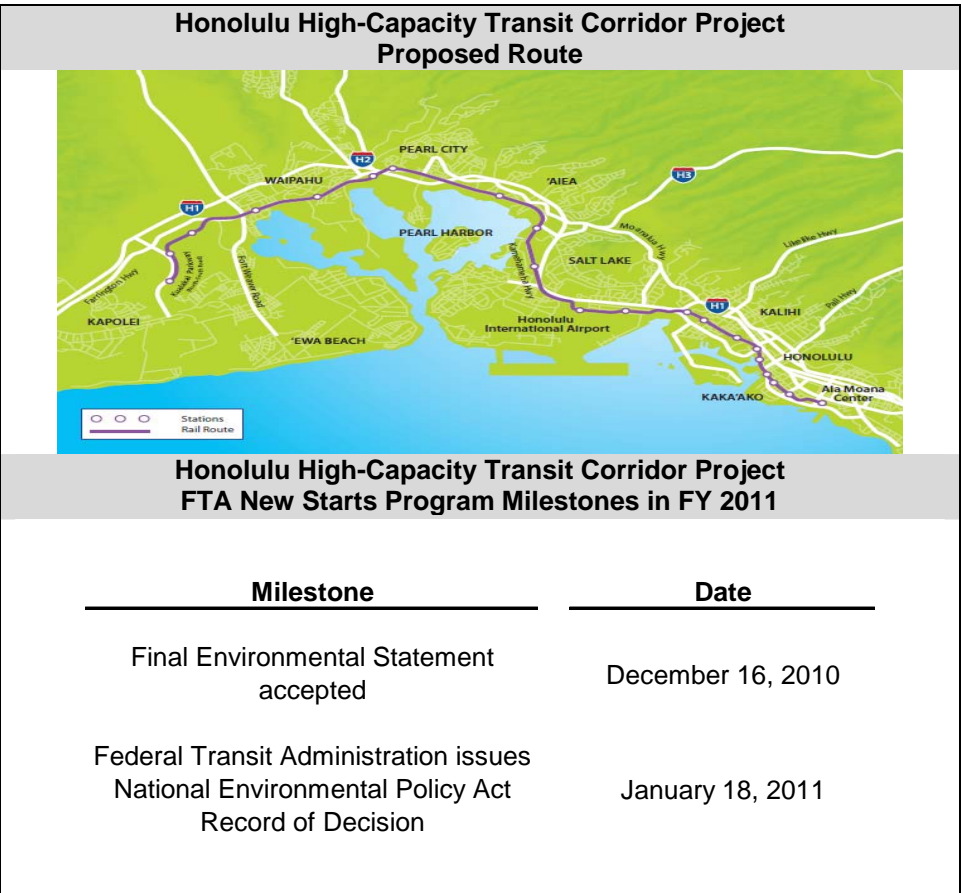 Honolulu High-Capacity Transit Corridor Project
Proposed Route
PEARL CITY
H2
WAIPAHU
'AIEA
H3
H1
PEARL HARBOR
Moanalua Hwy
Likelike Hwy
SALT LAKE
Kamehameha Hwy
Farrington Hwy
Kualakai Parkway
Fort Weaver Road
Pali Hwy
H1
KALIHI
Honolulu
International Airport
KAPOLEI
'EWA BEACH
HONOLULU
KAKA'AKO
Ala Moana
Center
Stations
Rail Route
Honolulu High-Capacity Transit Corridor Project
FTA New Starts Program Milestones in FY 2011
Milestone Date
Final Environmental Statement
accepted
December 16, 2010
Federal Transit Administration issues
National Environmental Policy Act
Record of Decision
January 18, 2011